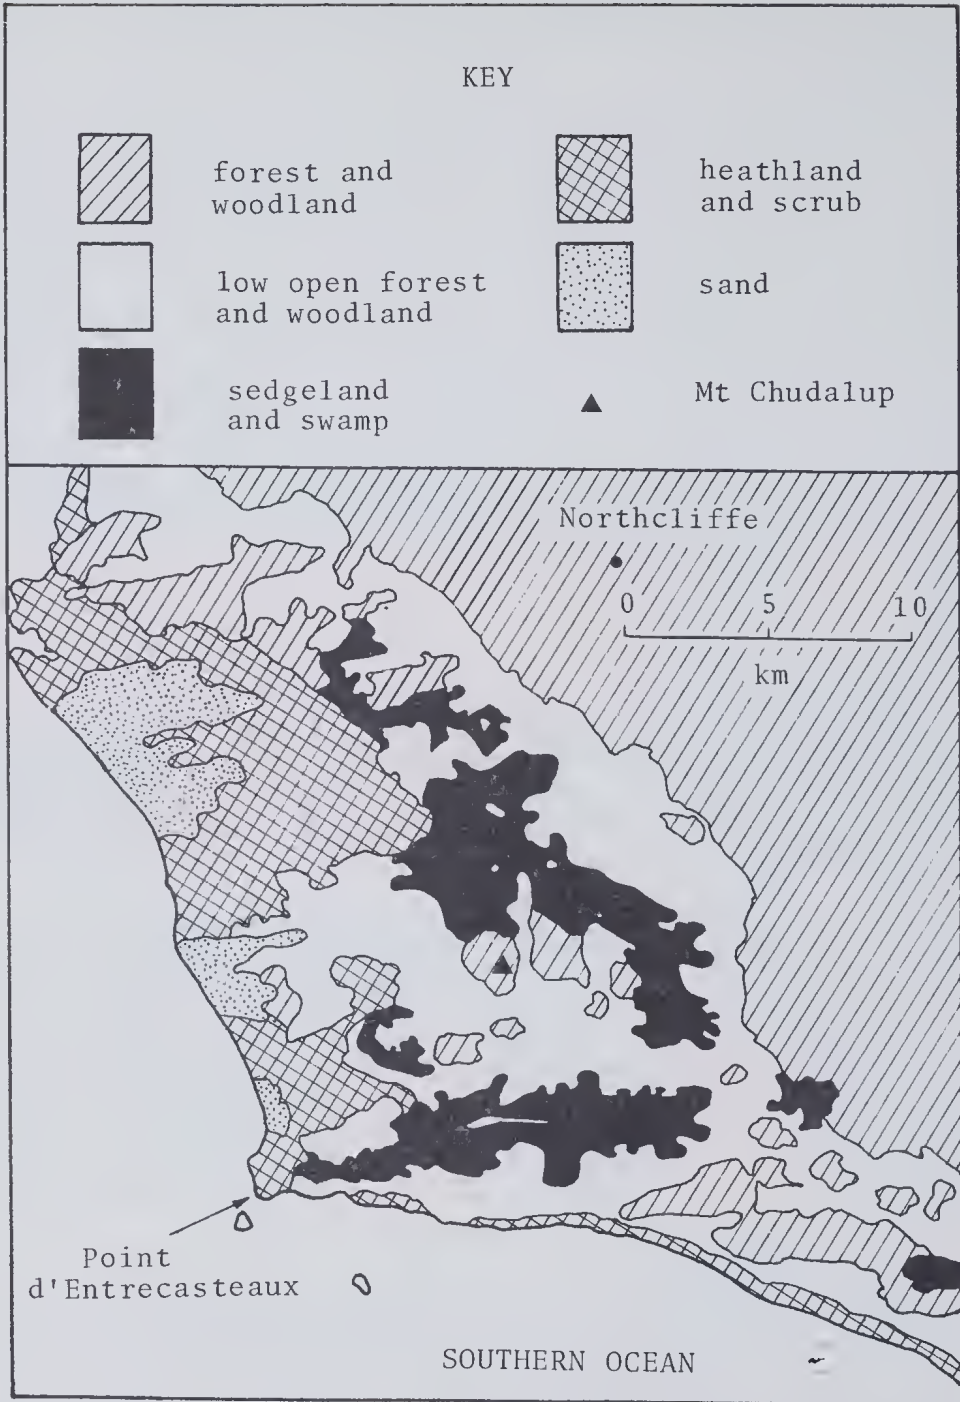 KEY
forest and
woodland
heathland
and scrub
low open forest
and woodland
sand
sedgeland
and swamp
Mt Chudalup
Northcliffe
0 5 10
km
Point
d'Entrecasteaux
SOUTHERN OCEAN